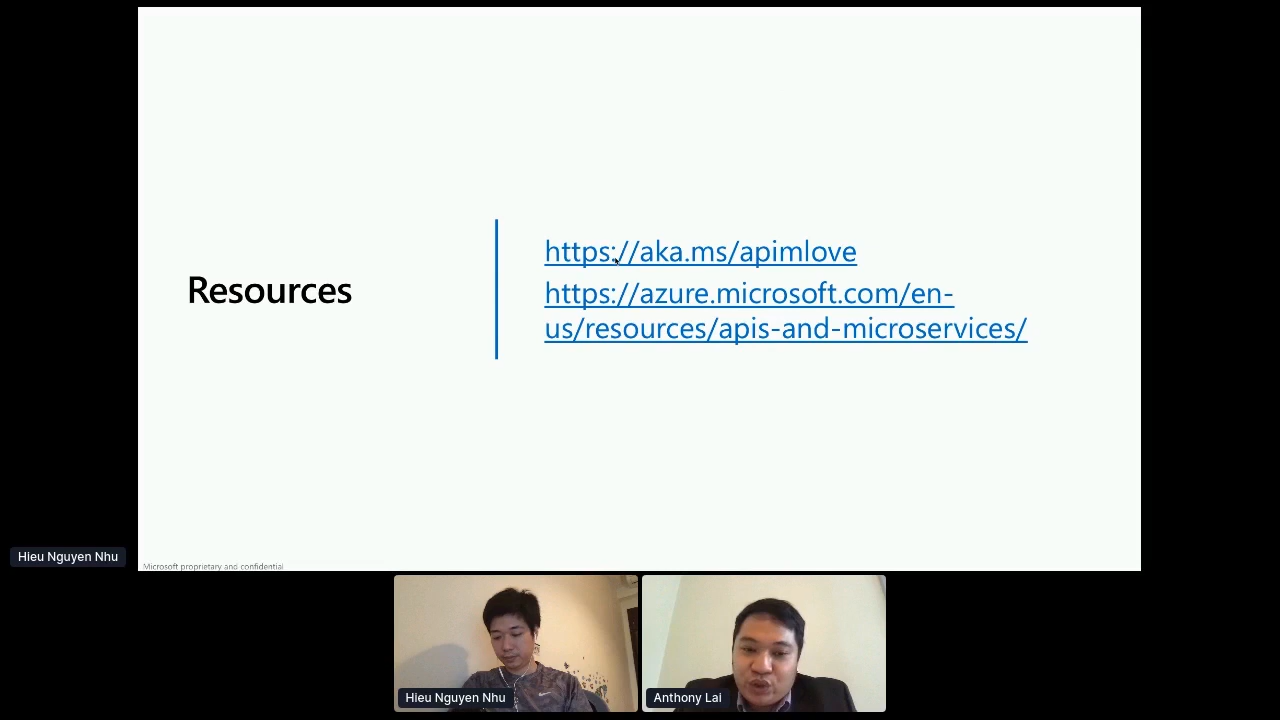 Resources
https://aka.ms/apimlove
https://azure.microsoft.com/en-
us/resources/apis-and-microservices/
Hieu Nguyen Nhu
Microsoft proprietary and confidential
Hieu Nguyen Nhu
Anthony Lai